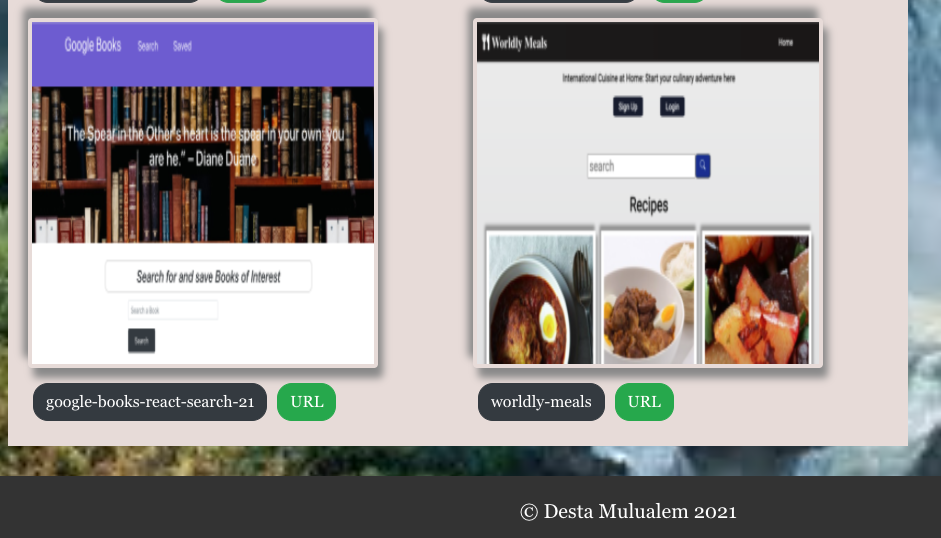 Google Books Search Saved
"The Spear in the Other's heart is the spear in your own: you
are he." – Diane Duane
Search for and save Books of Interest
Search a Book
Search
google-books-react-search-21 URL
Worldly Meals Home
International Cuisine at Home: Start your culinary adventure here
Sign Up Login
search
Recipes
worldly-meals URL
© Desta Mulualem 2021